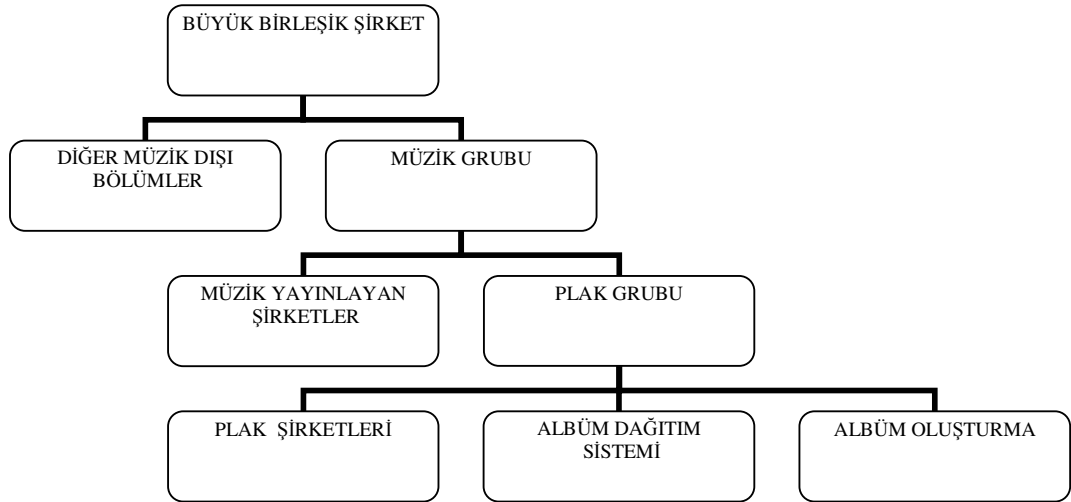 BÜYÜK BİRLEŞİK ŞİRKET
DİĞER MÜZİK DIŞI
BÖLÜMLER
MÜZİK GRUBU
MÜZİK YAYINLAYAN
ŞİRKETLER
PLAK GRUBU
PLAK ŞİRKETLERİ
ALBÜM DAĞITIM
SİSTEMİ
ALBÜM OLUŞTURMA